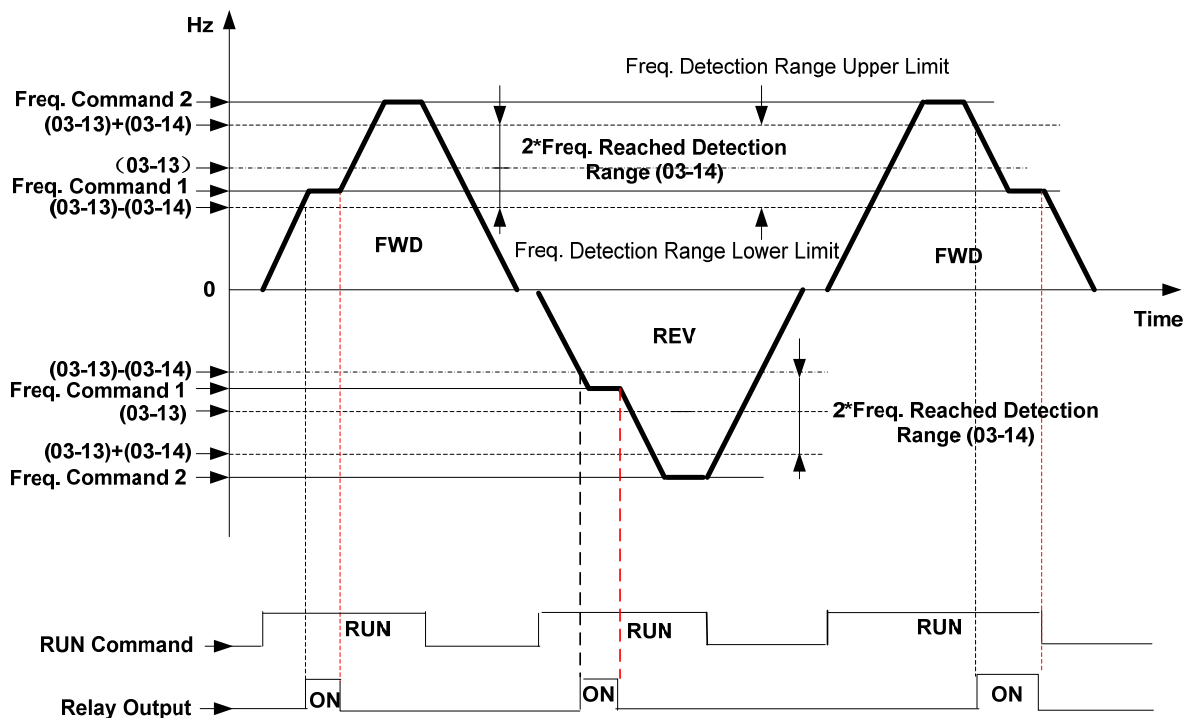 Hz
Freq. Detection Range Upper Limit
Freq. Command 2
(03-13)+(03-14)
2*Freq. Reached Detection
Range (03-14)
（03-13）
Freq. Command 1
(03-13)-(03-14)
FWD
Freq. Detection Range Lower Limit
FWD
0
Time
REV
(03-13)-(03-14)
Freq. Command 1
(03-13)
2*Freq. Reached Detection
Range (03-14)
(03-13)+(03-14)
Freq. Command 2
RUN Command
RUN
RUN
RUN
Relay Output
ON
ON
ON